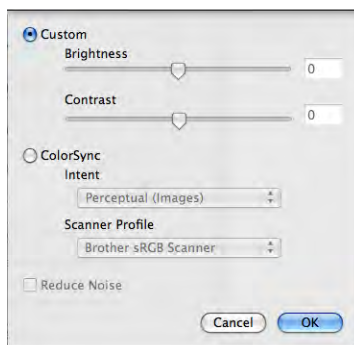 Custom
Brightness
0
Contrast
0
ColorSync
Intent
Perceptual (Images)
Scanner Profile
Brother sRGB Scanner
Reduce Noise
Cancel OK